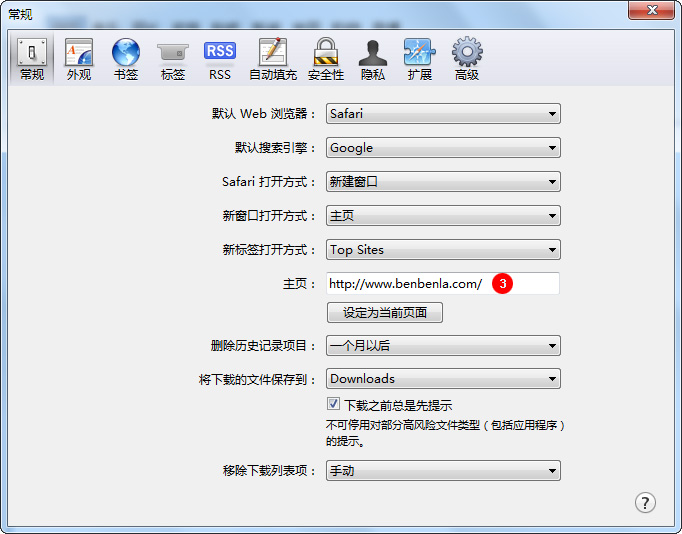 常规
常规 外观 书签 标签 RSS 自动填充 安全性 隐私 扩展 高级
RSS
默认 Web 浏览器： Safari
默认搜索引擎： Google
Safari 打开方式： 新建窗口
新窗口打开方式： 主页
新标签打开方式： Top Sites
主页： http://www.benbenla.com/ 3
设定为当前页面
删除历史记录项目： 一个月以后
将下载的文件保存到： Downloads
下载之前总是先提示
不可停用对部分高风险文件类型（包括应用程序）
的提示。
移除下载列表项： 手动
?